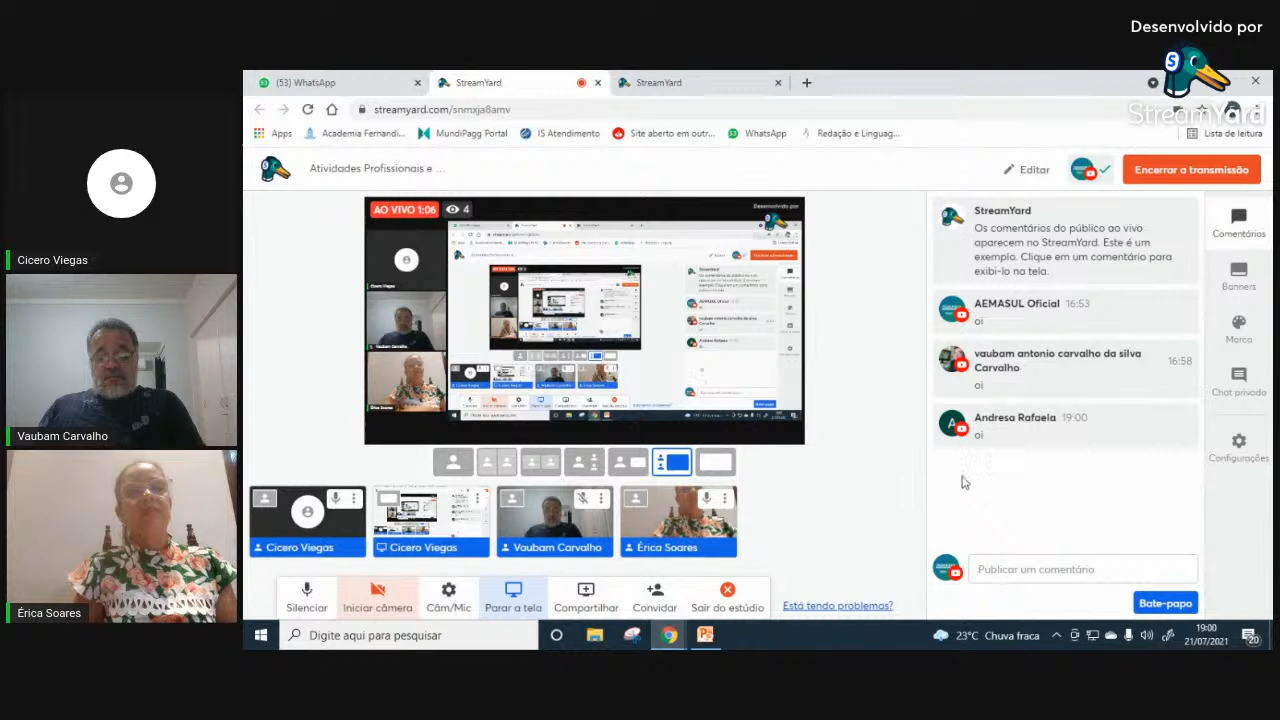 Desenvolvido por
StreamYard
(53) WhatsApp
StreamYard
StreamYard
streamyard.com/snmxja8amv
Apps
Academia Fernandi...
MundiPagg Portal
IS Atendimento
Site aberto em outr...
WhatsApp
Redação e Linguag...
Lista de leitura
Atividades Profissionais e ...
Editar
Encerrar a transmissão
AO VIVO 1:06
4
Desenvolvido por
Cicero Viegas
Vaubam Carvalho
Érica Soares
StreamYard
Os comentários do público ao vivo
aparecem no StreamYard. Este é um
exemplo. Clique em um comentário para
exibi-lo na tela.
AEMASUL Oficial 16:53
oi
vaubam antonio carvalho da silva
Carvalho 16:58
oi
Andresa Rafaela 19:00
oi
Comentários
Banners
Marca
Chat privado
Configurações
Cicero Viegas
Cicero Viegas
Vaubam Carvalho
Érica Soares
Silenciar
Iniciar câmera
Câm/Mic
Parar a tela
Compartilhar
Convidar
Sair do estúdio
Está tendo problemas?
Publicar um comentário
Bate-papo
Digite aqui para pesquisar
23°C Chuva fraca
19:00
21/07/2021
20